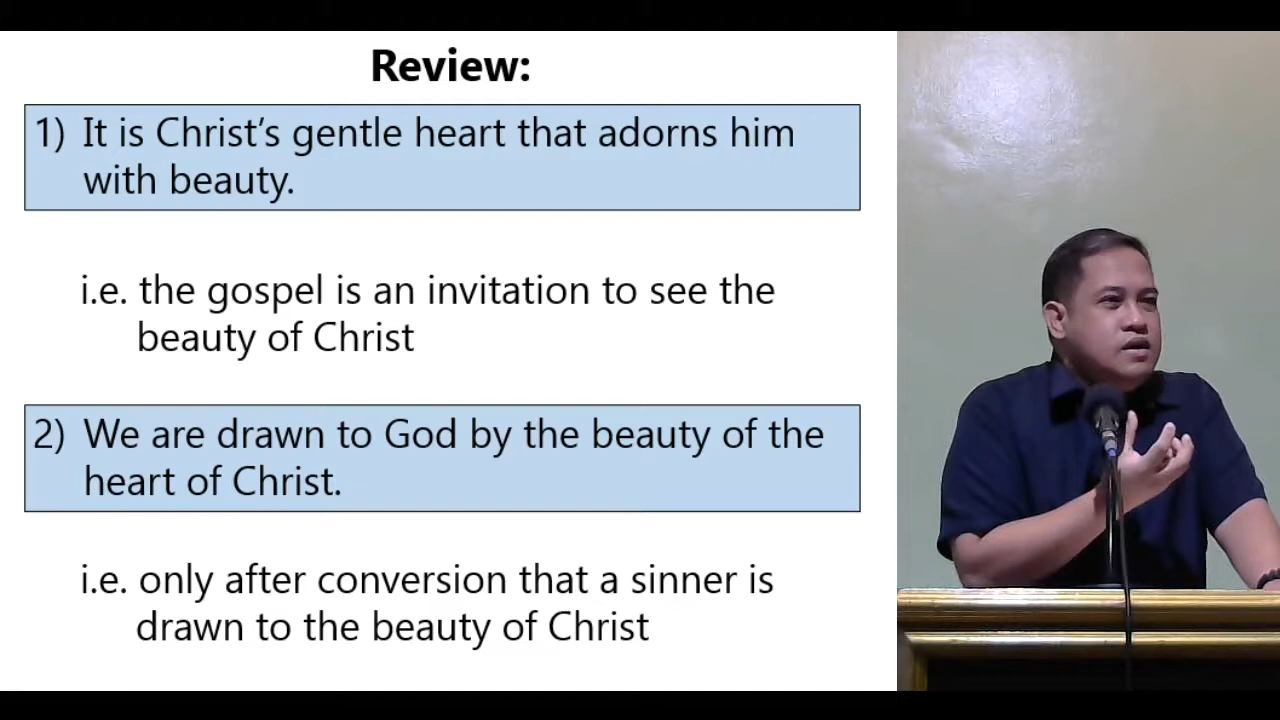 Review:
1) It is Christ’s gentle heart that adorns him
with beauty.
i.e. the gospel is an invitation to see the
beauty of Christ
2) We are drawn to God by the beauty of the
heart of Christ.
i.e. only after conversion that a sinner is
drawn to the beauty of Christ